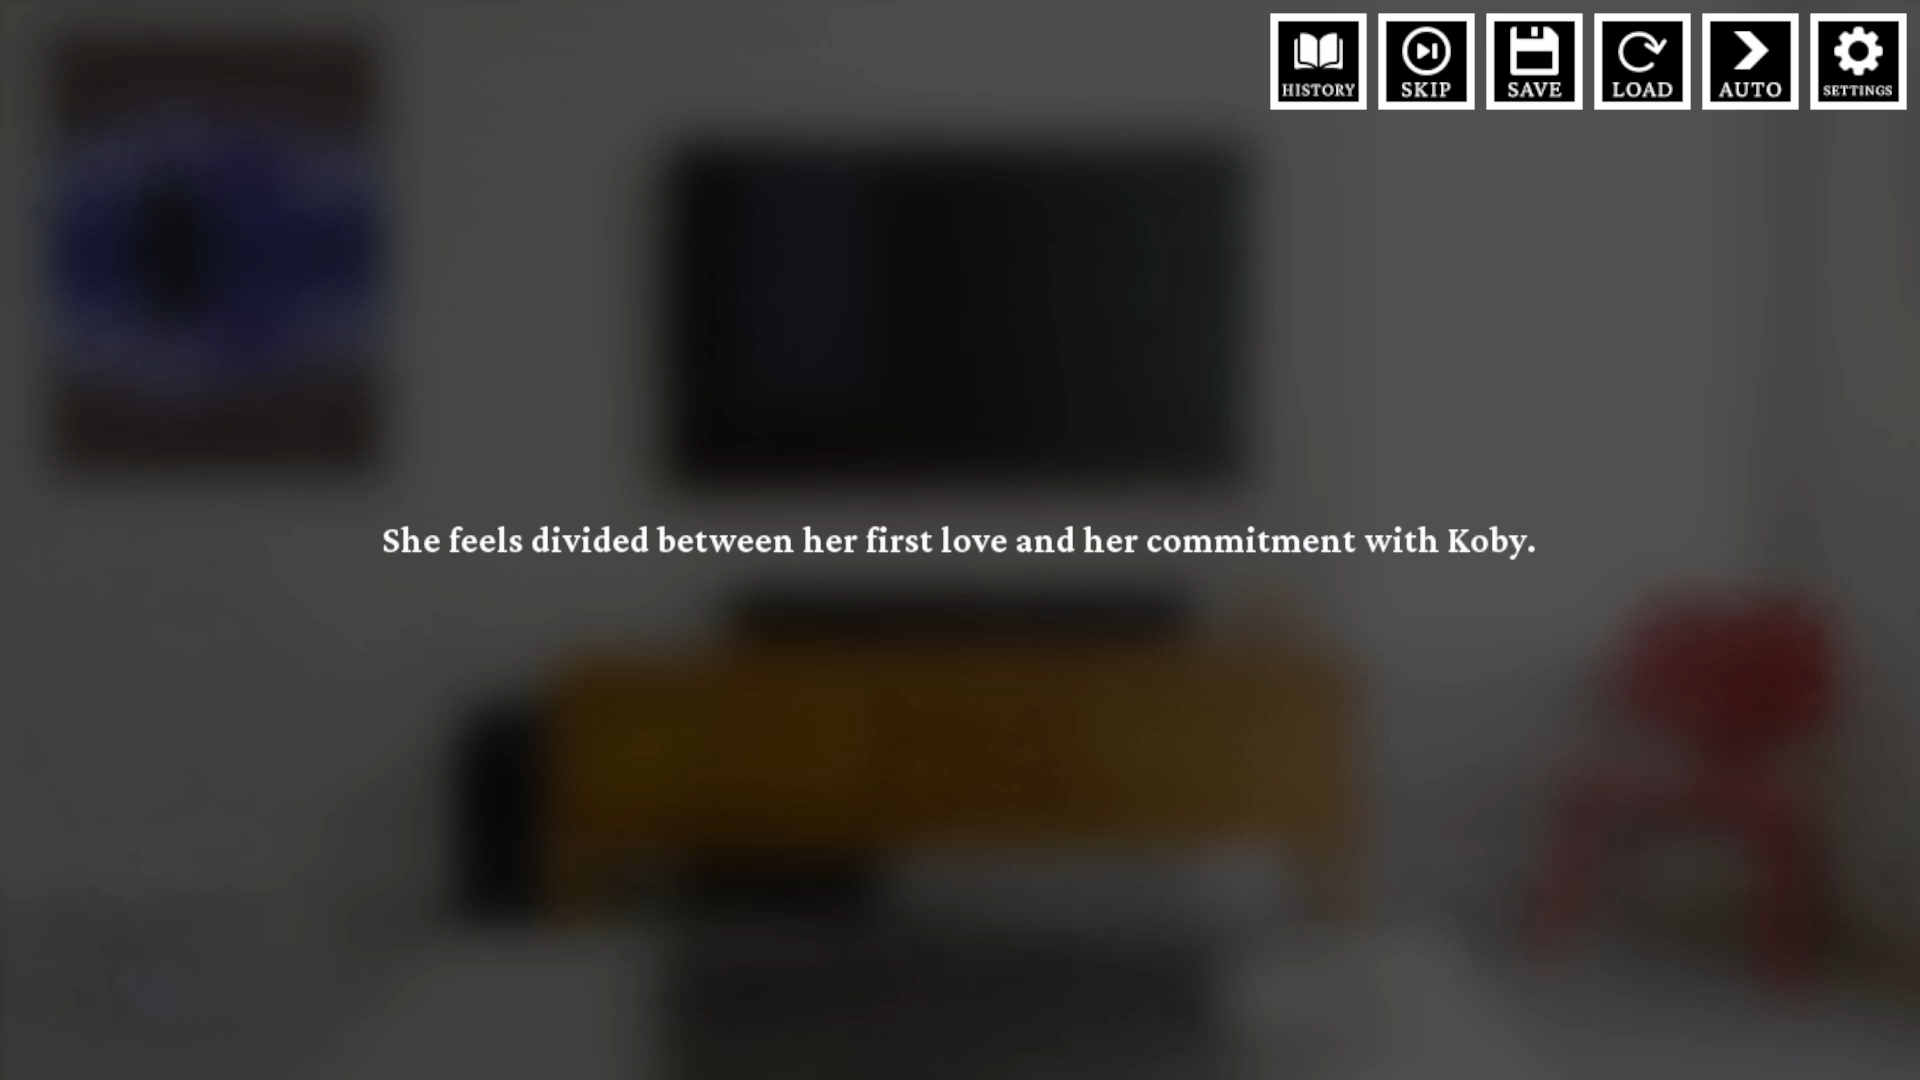 HISTORY
SKIP
SAVE
LOAD
AUTO
SETTINGS
She feels divided between her first love and her commitment with Koby.